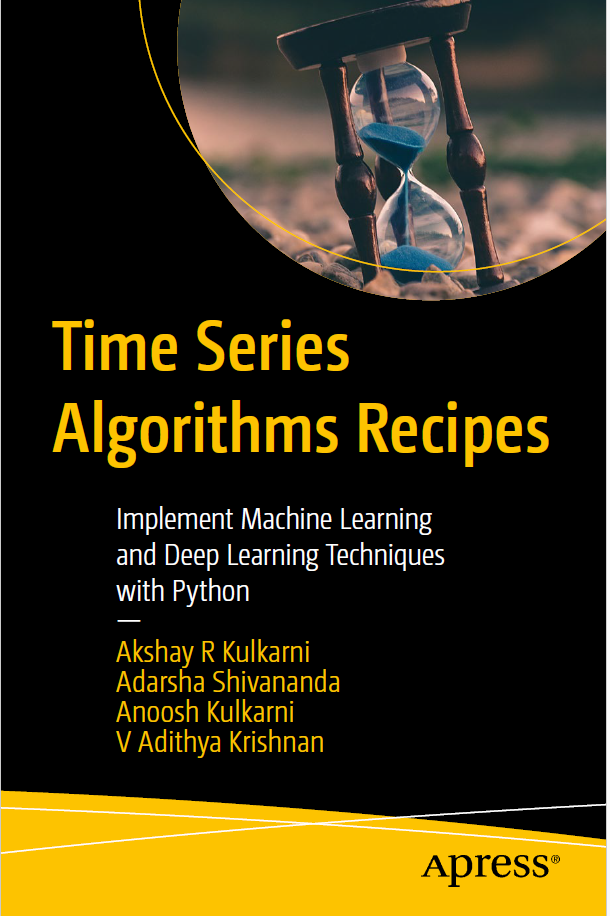 Time Series
Algorithms Recipes
Implement Machine Learning
and Deep Learning Techniques
with Python
—
Akshay R Kulkarni
Adarsha Shivananda
Anoosh Kulkarni
V Adithya Krishnan
Apress®